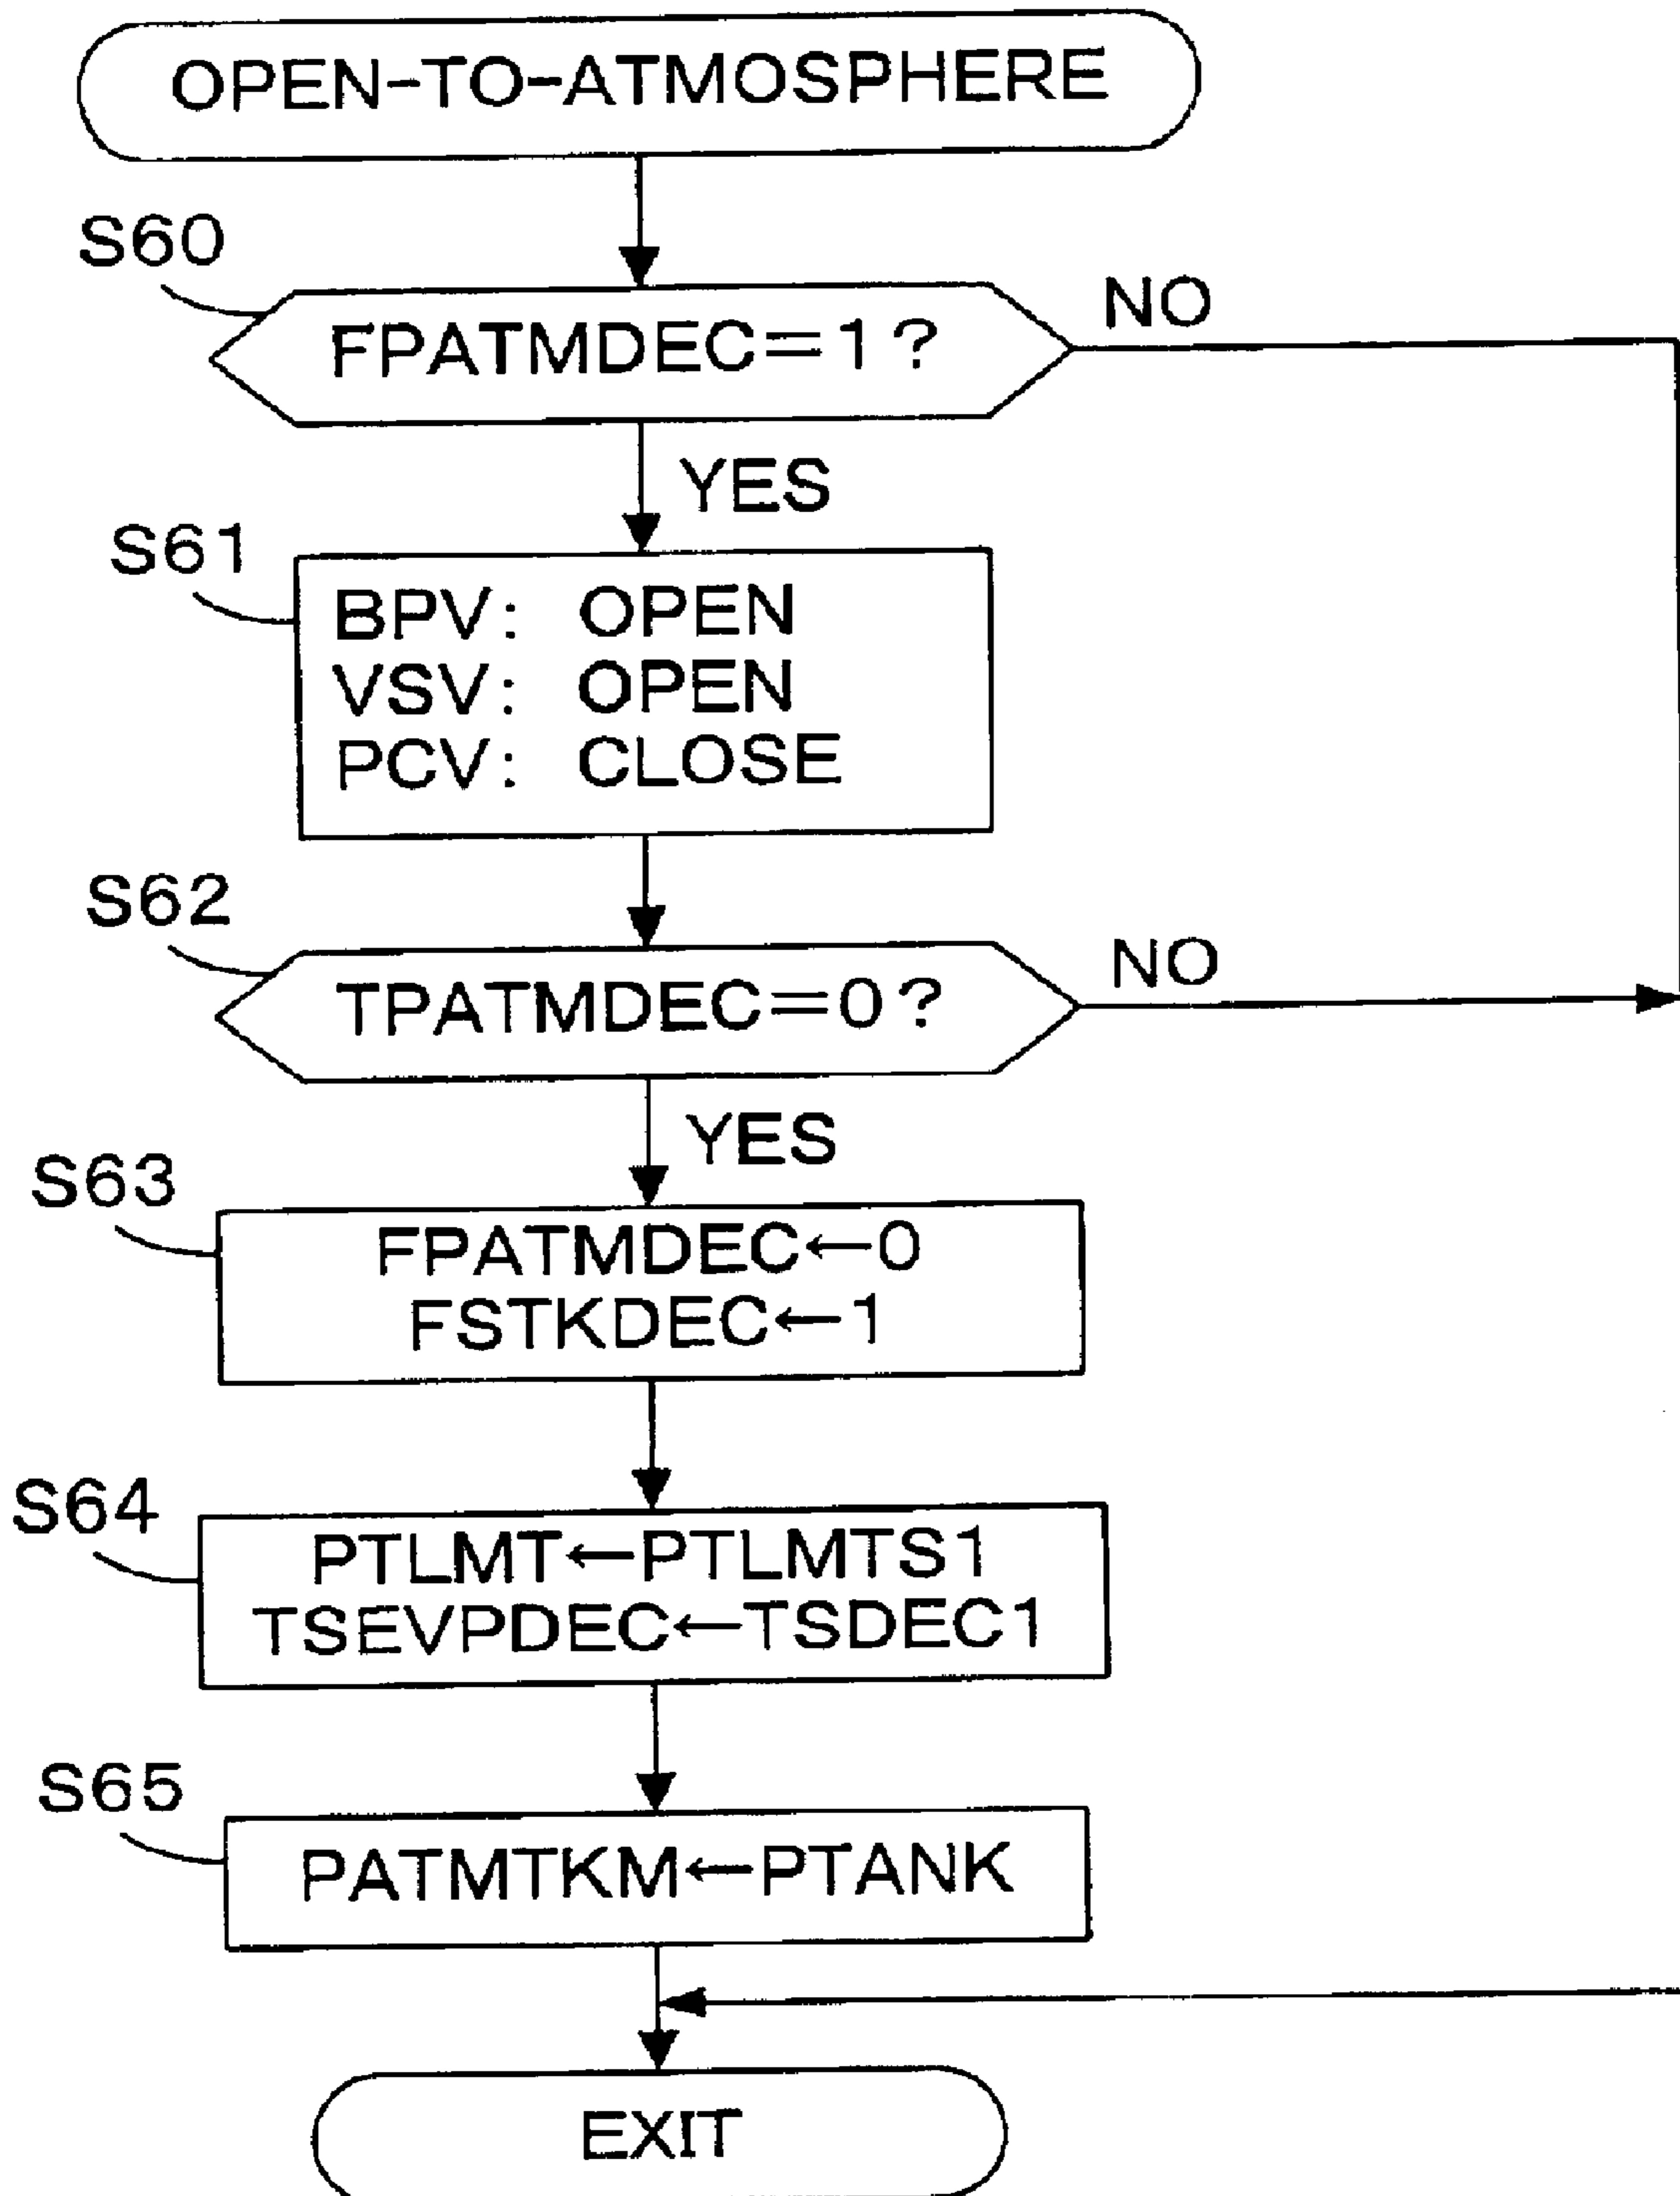 OPEN-TO-ATMOSPHERE
S60
FPATMDEC=1?
NO
YES
S61
BPV: OPEN
VSV: OPEN
PCV: CLOSE
S62
TPATMDEC=0?
NO
YES
S63
FPATMDEC←0
FSTKDEC←1
S64
PTLMT←PTLMTS1
TSEVPDEC←TSDEC1
S65
PATMTKM←PTANK
EXIT